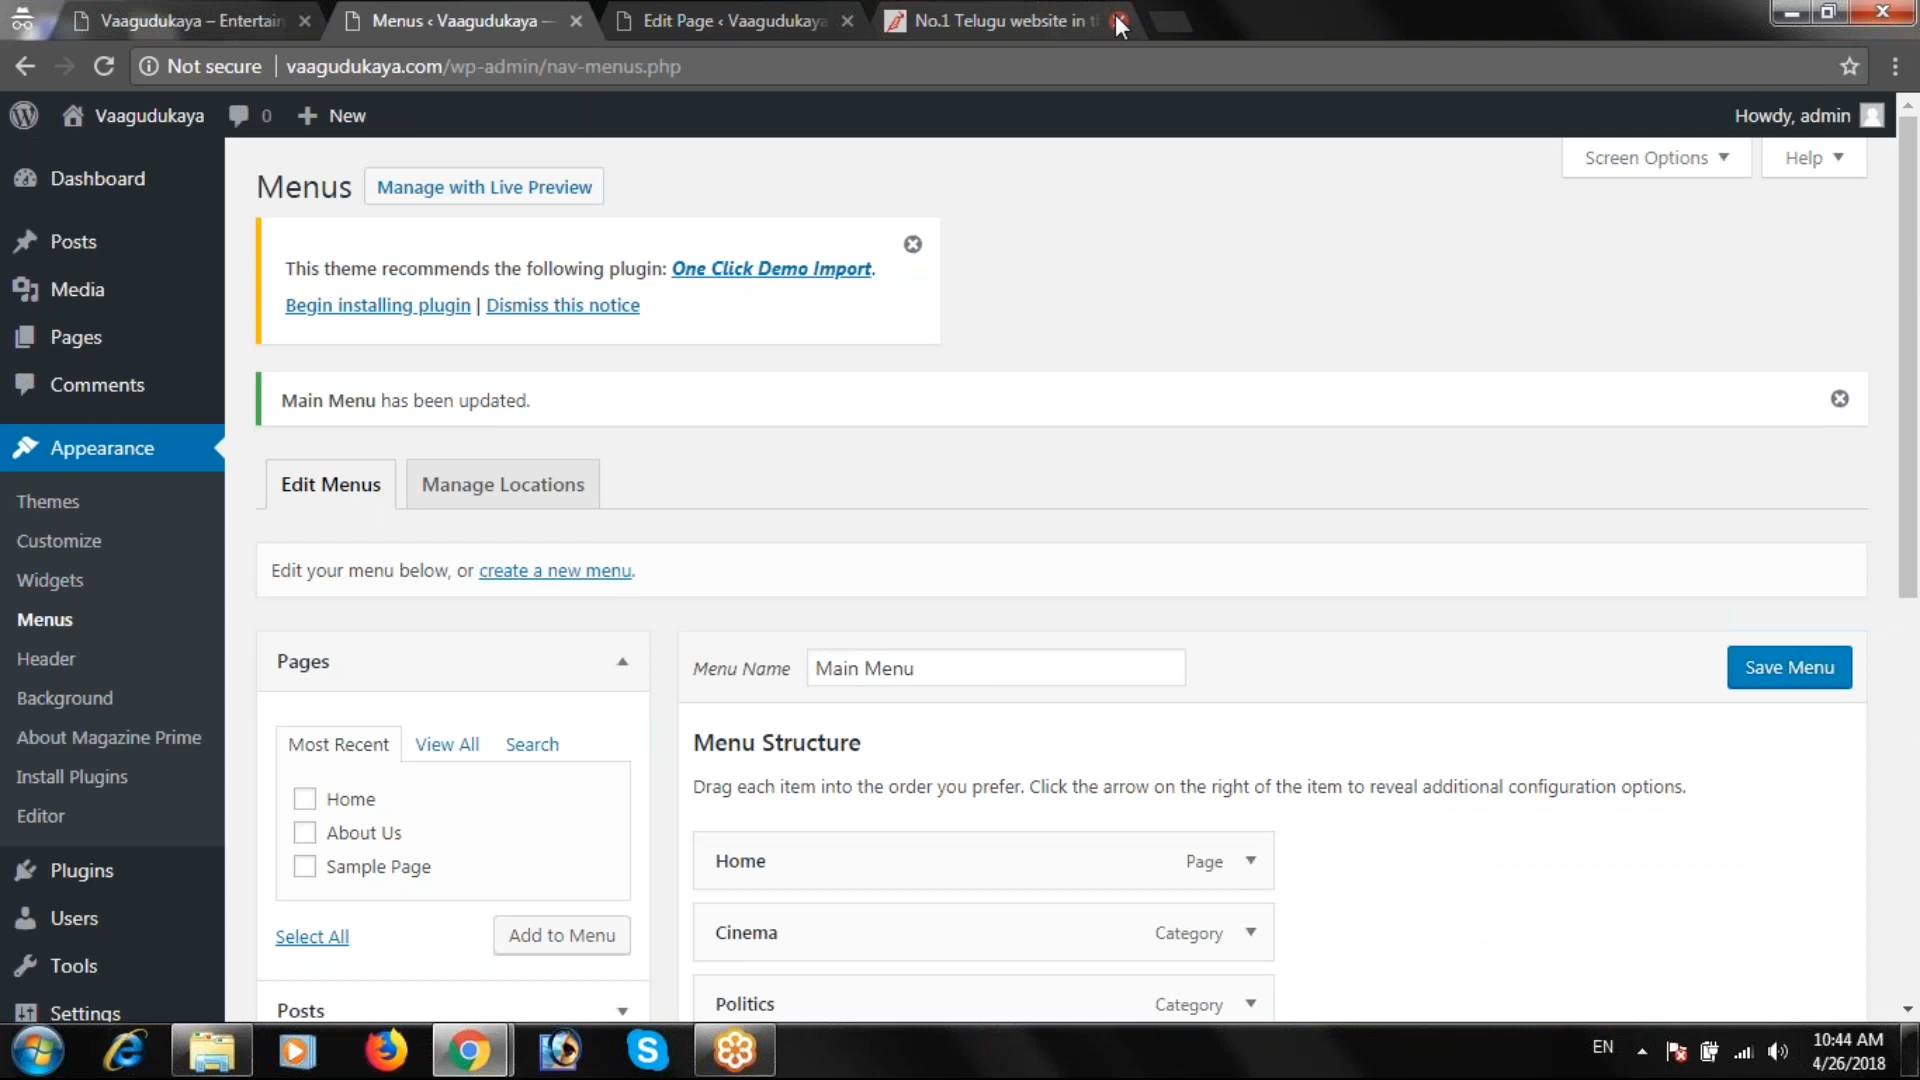 Vaagudukaya – Entertain
Menus ‹ Vaagudukaya —
Edit Page ‹ Vaagudukaya
No.1 Telugu website in t
Not secure | vaagudukaya.com/wp-admin/nav-menus.php
Vaagudukaya 0 + New
Howdy, admin
Dashboard
Posts
Media
Pages
Comments
Appearance
Themes
Customize
Widgets
Menus
Header
Background
About Magazine Prime
Install Plugins
Editor
Plugins
Users
Tools
Settings
Screen Options Help
Menus Manage with Live Preview
This theme recommends the following plugin: One Click Demo Import.
Begin installing plugin | Dismiss this notice
Main Menu has been updated.
Edit Menus Manage Locations
Edit your menu below, or create a new menu.
Pages
Most Recent View All Search
Home
About Us
Sample Page
Select All Add to Menu
Posts
Menu Name Main Menu Save Menu
Menu Structure
Drag each item into the order you prefer. Click the arrow on the right of the item to reveal additional configuration options.
Home Page
Cinema Category
Politics Category
EN
10:44 AM
4/26/2018